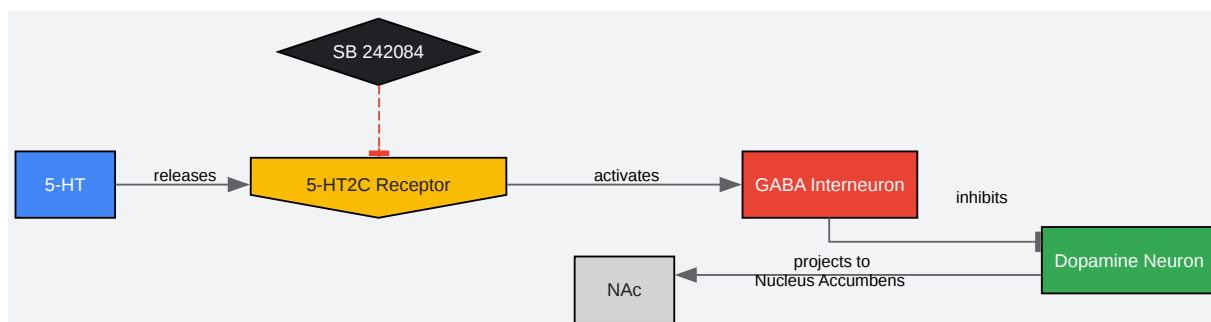 SB 242084
5-HT
releases
5-HT2C Receptor
activates
GABA Interneuron
inhibits
Dopamine Neuron
projects to
Nucleus Accumbens
NAc